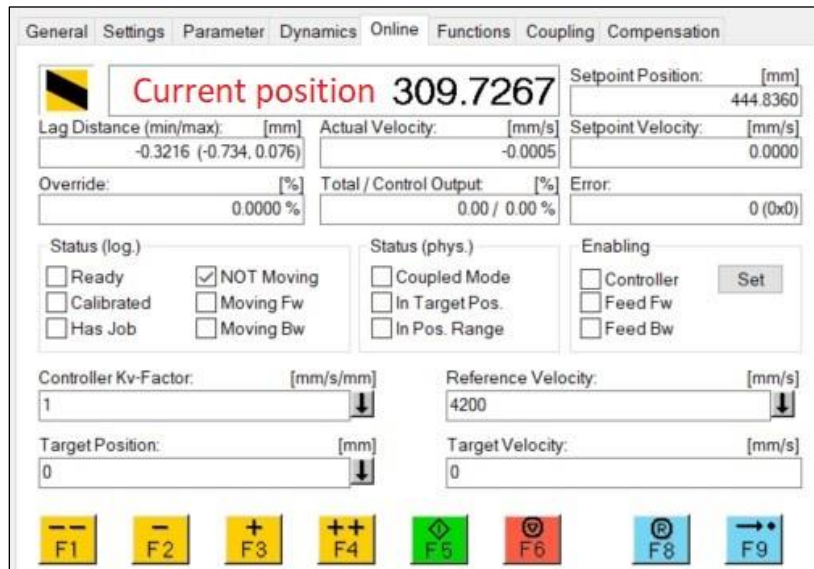 General Settings Parameter Dynamics Online Functions Coupling Compensation
Current position 309.7267
Setpoint Position: [mm]
444.8360
Lag Distance (min/max): [mm] Actual Velocity: [mm/s] Setpoint Velocity: [mm/s]
-0.3216 (-0.734, 0.076) -0.0005 0.0000
Override: [%] Total / Control Output: [%] Error:
0.0000 % 0.00 / 0.00 % 0 (0x0)
Status (log.) Status (phys.) Enabling
Ready NOT Moving Coupled Mode Controller Set
Calibrated Moving Fw In Target Pos. Feed Fw
Has Job Moving Bw In Pos. Range Feed Bw
Controller Kv-Factor: [mm/s/mm] Reference Velocity: [mm/s]
1 4200
Target Position: [mm] Target Velocity: [mm/s]
0 0
-- - + ++ R
F1 F2 F3 F4 F5 F6 F8 F9